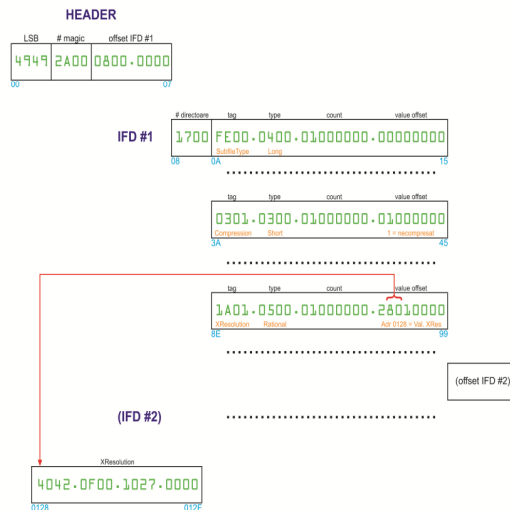 HEADER
LSB # magic offset IFD #1
4949 2A00 0800.0000
00 07
# directoare tag type count value offset
IFD #1
1700 FE00.0400.01000000.00000000
SubfileType Long
08 0A 15
tag type count value offset
0301.0300.01000000.01000000
Compression Short 1 = necompresat
3A 45
tag type count value offset
1A01.0500.01000000.28010000
XResolution Rational Adr 0128 = Val. XRes
8E 99
(offset IFD #2)
(IFD #2)
XResolution
4042.0F00.1027.0000
0128 012F